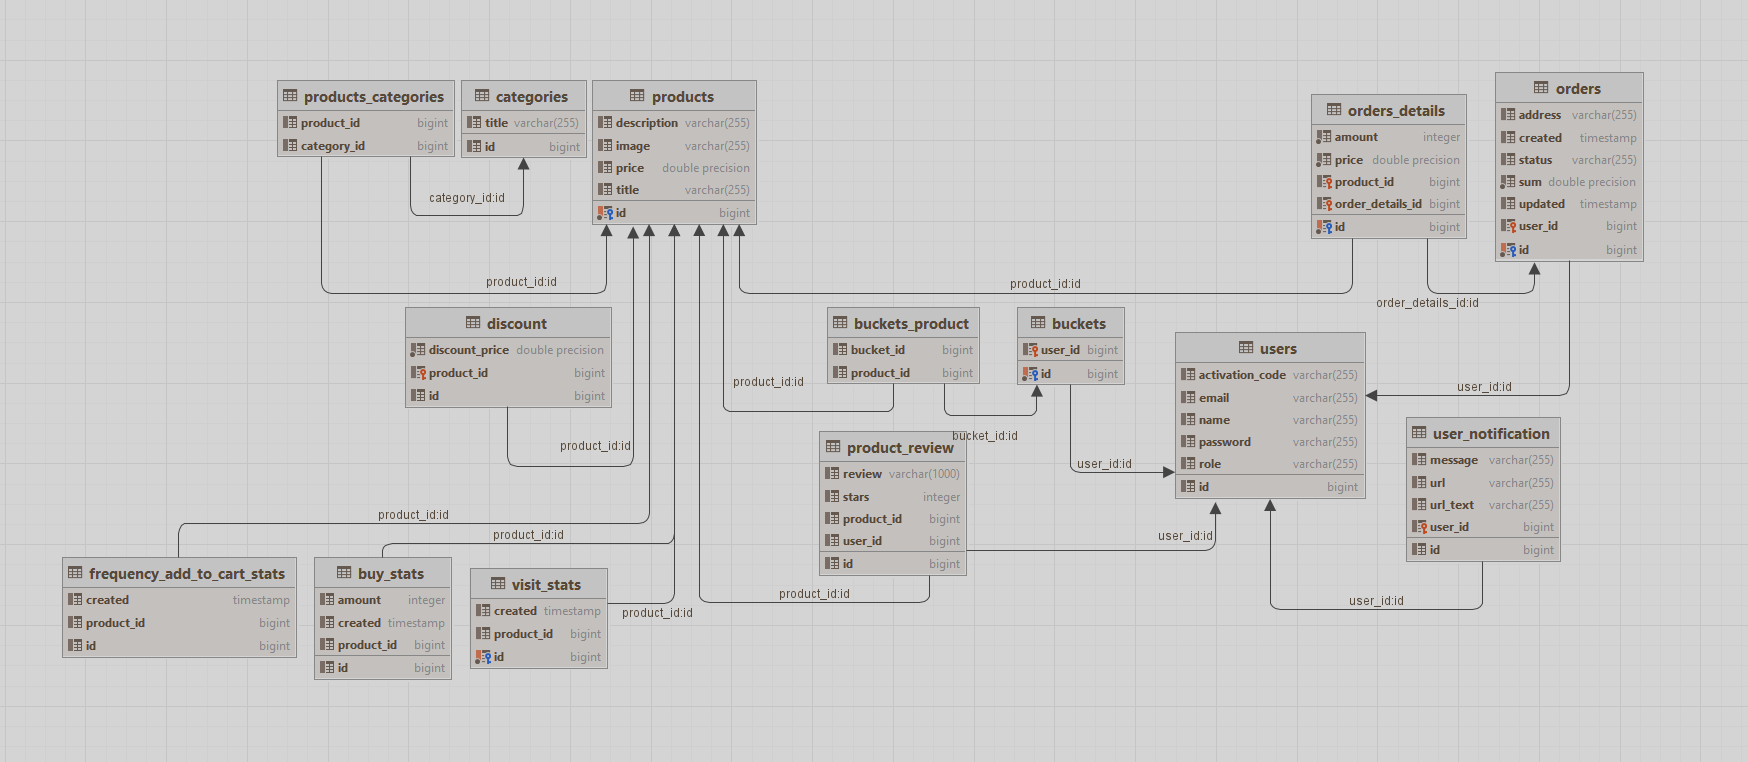 products_categories
product_id bigint
category_id bigint
categories
title varchar(255)
id bigint
products
description varchar(255)
image varchar(255)
price double precision
title varchar(255)
id bigint
orders_details
amount integer
price double precision
product_id bigint
order_details_id bigint
id bigint
orders
address varchar(255)
created timestamp
status varchar(255)
sum double precision
updated timestamp
user_id bigint
id bigint
category_id:id
product_id:id
product_id:id
order_details_id:id
discount
discount_price double precision
product_id bigint
id bigint
buckets_product
bucket_id bigint
product_id bigint
buckets
user_id bigint
id bigint
users
activation_code varchar(255)
email varchar(255)
name varchar(255)
password varchar(255)
role varchar(255)
id bigint
product_id:id
user_id:id
product_id:id
bucket_id:id
user_id:id
product_review
review varchar(1000)
stars integer
product_id bigint
user_id bigint
id bigint
user_notification
message varchar(255)
url varchar(255)
url_text varchar(255)
user_id bigint
id bigint
product_id:id
product_id:id
user_id:id
frequency_add_to_cart_stats
created timestamp
product_id bigint
id bigint
buy_stats
amount integer
created timestamp
product_id bigint
id bigint
visit_stats
created timestamp
product_id bigint
id bigint
product_id:id
product_id:id
user_id:id